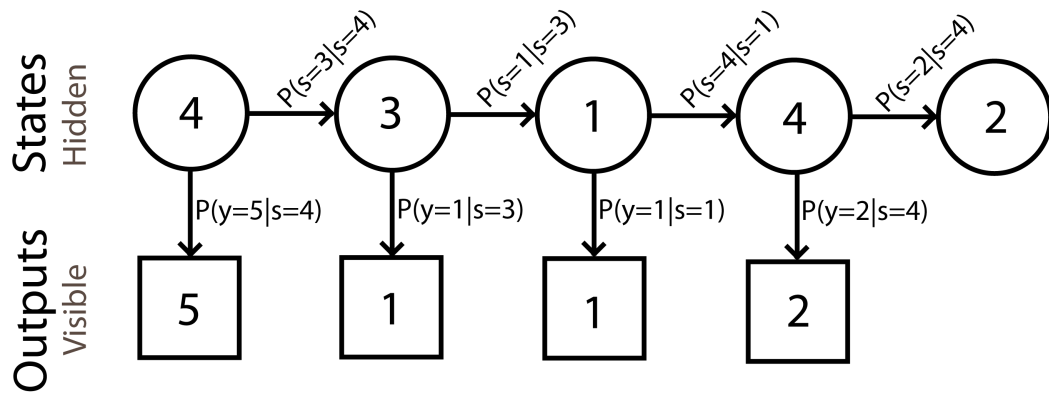 States
Hidden
P(s=3|s=4)
P(s=1|s=3)
P(s=4|s=1)
P(s=2|s=4)
4
3
1
4
2
P(y=5|s=4)
P(y=1|s=3)
P(y=1|s=1)
P(y=2|s=4)
Outputs
Visible
5
1
1
2